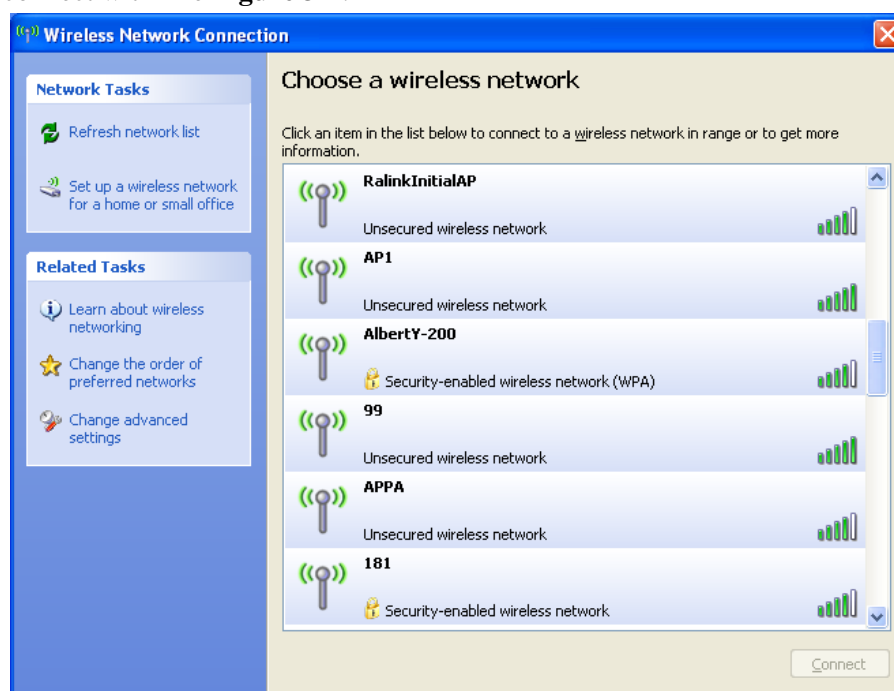 Wireless Network Connection
Network Tasks
Refresh network list
Set up a wireless network
for a home or small office
Related Tasks
Learn about wireless
networking
Change the order of
preferred networks
Change advanced
settings
Choose a wireless network
Click an item in the list below to connect to a wireless network in range or to get more
information.
RalinkInitialAP
Unsecured wireless network
AP1
Unsecured wireless network
AlbertY-200
Security-enabled wireless network (WPA)
99
Unsecured wireless network
APPA
Unsecured wireless network
181
Security-enabled wireless network
Connect